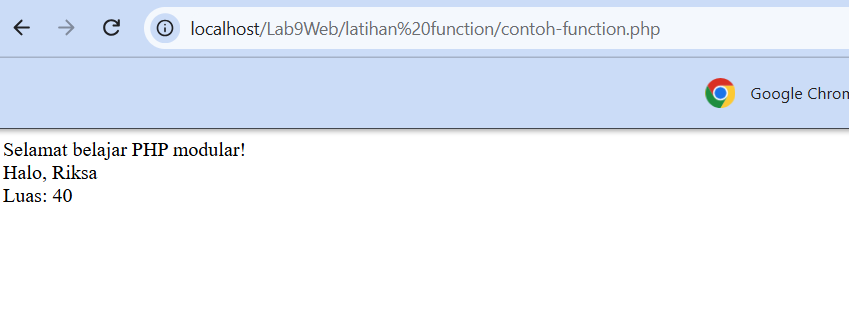 localhost/Lab9Web/latihan%20function/contoh-function.php
Google Chrom
Selamat belajar PHP modular!
Halo, Riksa
Luas: 40